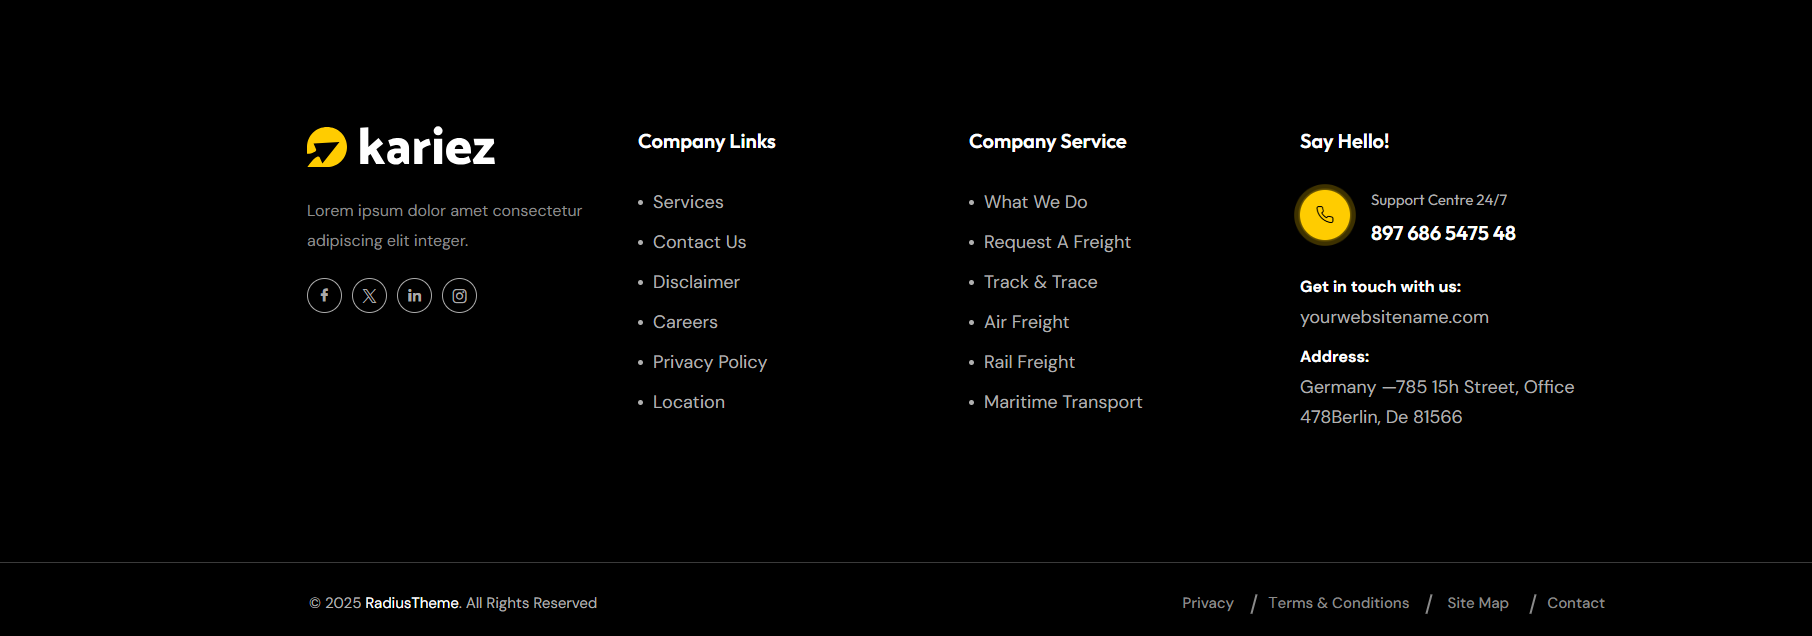 kariez
Lorem ipsum dolor amet consectetur
adipiscing elit integer.
Company Links
• Services
• Contact Us
• Disclaimer
• Careers
• Privacy Policy
• Location
Company Service
• What We Do
• Request A Freight
• Track & Trace
• Air Freight
• Rail Freight
• Maritime Transport
Say Hello!
Support Centre 24/7
897 686 5475 48
Get in touch with us:
yourwebsitename.com
Address:
Germany —785 15h Street, Office
478Berlin, De 81566
© 2025 RadiusTheme. All Rights Reserved
Privacy / Terms & Conditions / Site Map / Contact